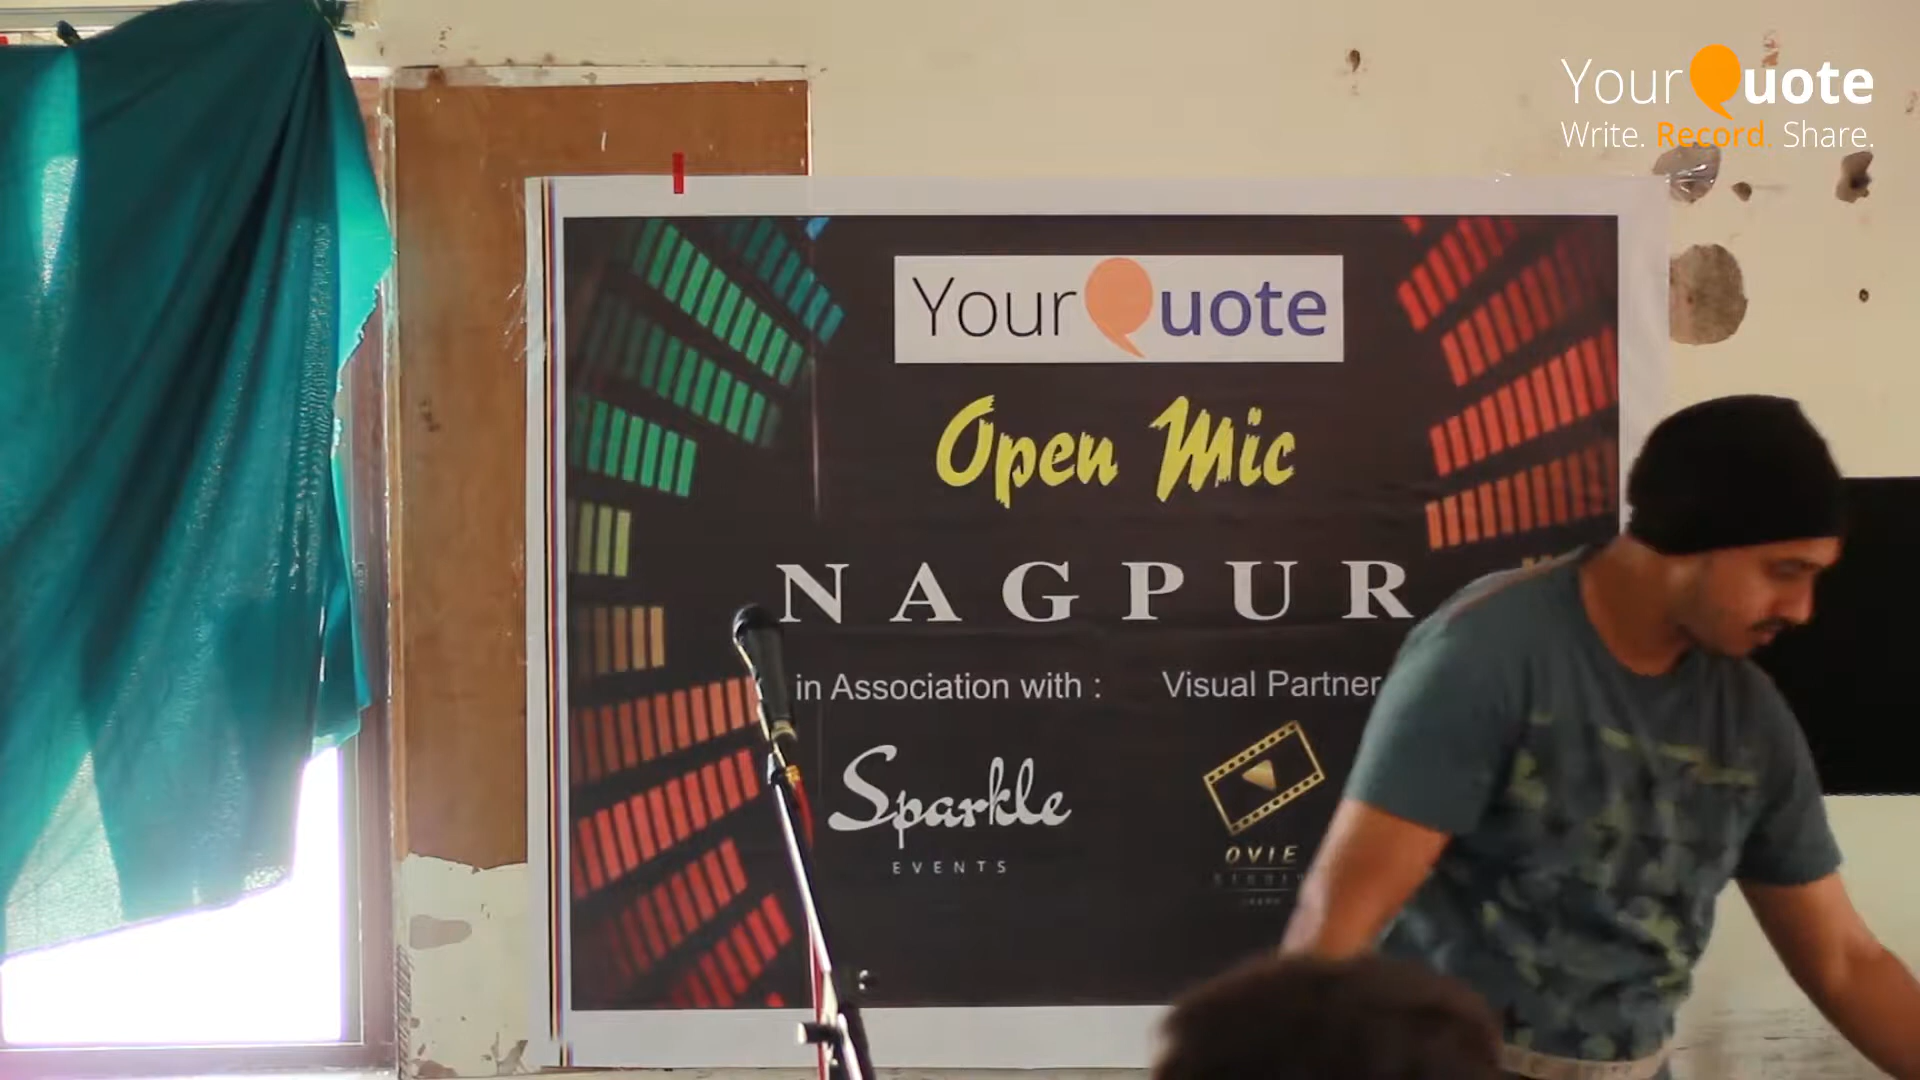 YourQuote
Write. Record. Share.
YourQuote
Open Mic
NAGPUR
in Association with :
Visual Partner
Sparkle
EVENTS
OVIE